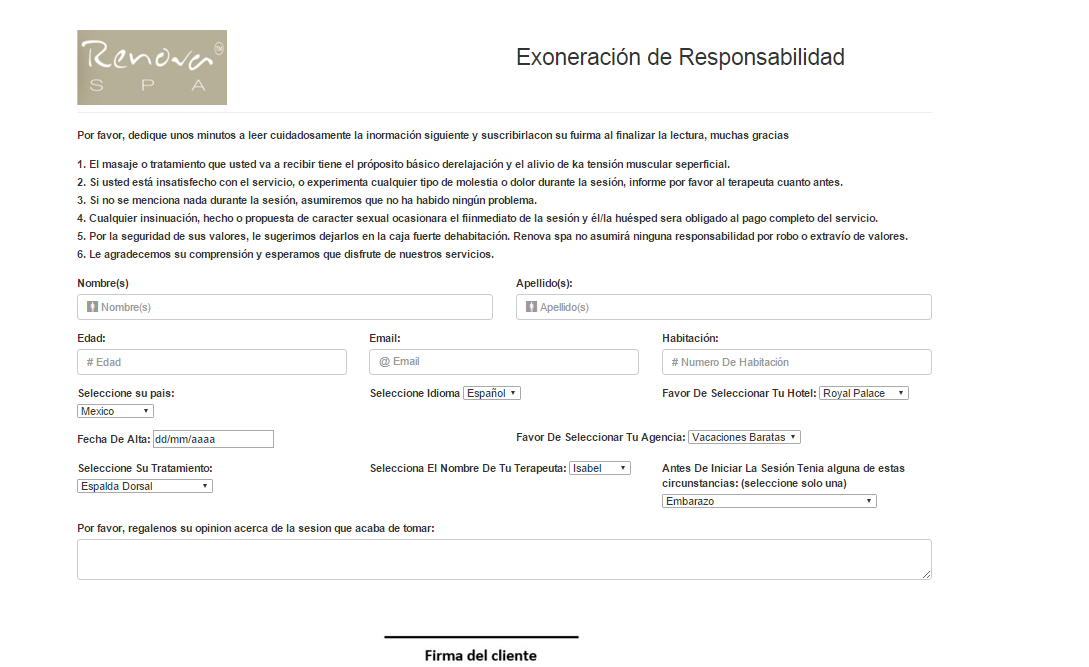 Renova TM
SPA
Exoneración de Responsabilidad
Por favor, dedique unos minutos a leer cuidadosamente la inormación siguiente y suscribirlacon su fuirma al finalizar la lectura, muchas gracias
1. El masaje o tratamiento que usted va a recibir tiene el próposito básico derelajación y el alivio de ka tensión muscular seperficial.
2. Si usted está insatisfecho con el servicio, o experimenta cualquier tipo de molestia o dolor durante la sesión, informe por favor al terapeuta cuanto antes.
3. Si no se menciona nada durante la sesión, asumiremos que no ha habido ningún problema.
4. Cualquier insinuación, hecho o propuesta de caracter sexual ocasionara el fiinmediato de la sesión y él/la huésped sera obligado al pago completo del servicio.
5. Por la seguridad de sus valores, le sugerimos dejarlos en la caja fuerte dehabitación. Renova spa no asumirá ninguna responsabilidad por robo o extravío de valores.
6. Le agradecemos su comprensión y esperamos que disfrute de nuestros servicios.
Nombre(s) Apellido(s):
Nombre(s) Apellido(s)
Edad: Email: Habitación:
# Edad @ Email # Numero De Habitación
Seleccione su pais: Seleccione Idioma Español Favor De Seleccionar Tu Hotel: Royal Palace
Mexico
Fecha De Alta: dd/mm/aaaa Favor De Seleccionar Tu Agencia: Vacaciones Baratas
Seleccione Su Tratamiento: Selecciona El Nombre De Tu Terapeuta: Isabel Antes De Iniciar La Sesión Tenia alguna de estas
circunstancias: (seleccione solo una)
Espalda Dorsal Embarazo
Por favor, regalenos su opinion acerca de la sesion que acaba de tomar:
Firma del cliente